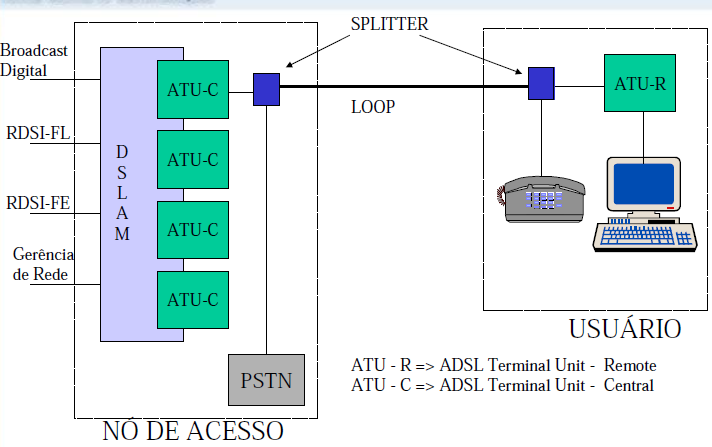 SPLITTER
Broadcast
Digital
ATU-C
ATU-R
LOOP
RDSI-FL
ATU-C
DSLAM
RDSI-FE
ATU-C
Gerência
de Rede
ATU-C
USUÁRIO
PSTN
ATU - R => ADSL Terminal Unit - Remote
ATU - C => ADSL Terminal Unit - Central
NÓ DE ACESSO